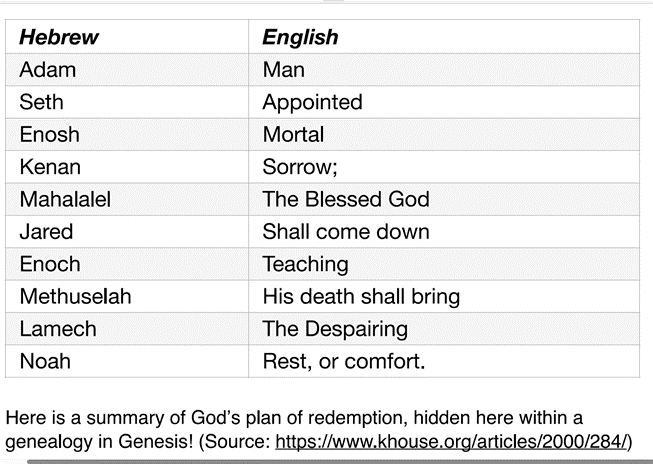 Hebrew English
Adam Man
Seth Appointed
Enosh Mortal
Kenan Sorrow;
Mahalalel The Blessed God
Jared Shall come down
Enoch Teaching
Methuselah His death shall bring
Lamech The Despairing
Noah Rest, or comfort.
Here is a summary of God’s plan of redemption, hidden here within a
genealogy in Genesis! (Source: https://www.khouse.org/articles/2000/284/)